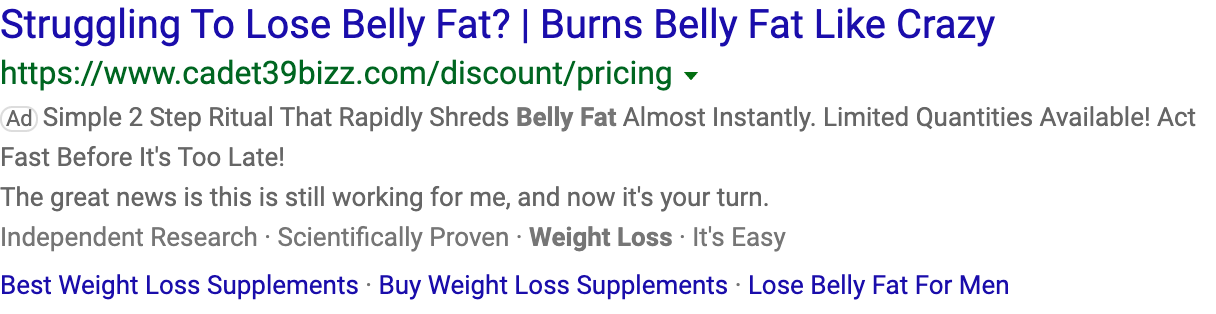 Struggling To Lose Belly Fat? | Burns Belly Fat Like Crazy
https://www.cadet39bizz.com/discount/pricing
Ad Simple 2 Step Ritual That Rapidly Shreds Belly Fat Almost Instantly. Limited Quantities Available! Act
Fast Before It's Too Late!
The great news is this is still working for me, and now it's your turn.
Independent Research · Scientifically Proven · Weight Loss · It's Easy
Best Weight Loss Supplements · Buy Weight Loss Supplements · Lose Belly Fat For Men